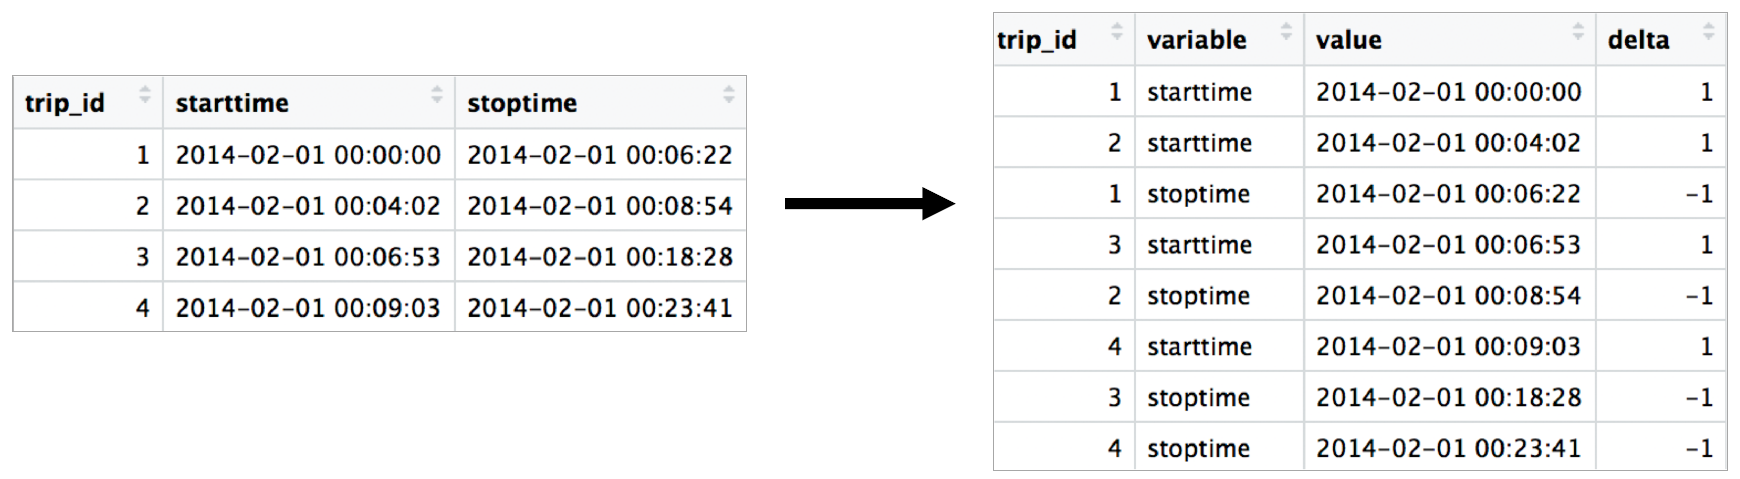 trip_id starttime stoptime
1 2014-02-01 00:00:00 2014-02-01 00:06:22
2 2014-02-01 00:04:02 2014-02-01 00:08:54
3 2014-02-01 00:06:53 2014-02-01 00:18:28
4 2014-02-01 00:09:03 2014-02-01 00:23:41
trip_id variable value delta
1 starttime 2014-02-01 00:00:00 1
2 starttime 2014-02-01 00:04:02 1
1 stoptime 2014-02-01 00:06:22 -1
3 starttime 2014-02-01 00:06:53 1
2 stoptime 2014-02-01 00:08:54 -1
4 starttime 2014-02-01 00:09:03 1
3 stoptime 2014-02-01 00:18:28 -1
4 stoptime 2014-02-01 00:23:41 -1